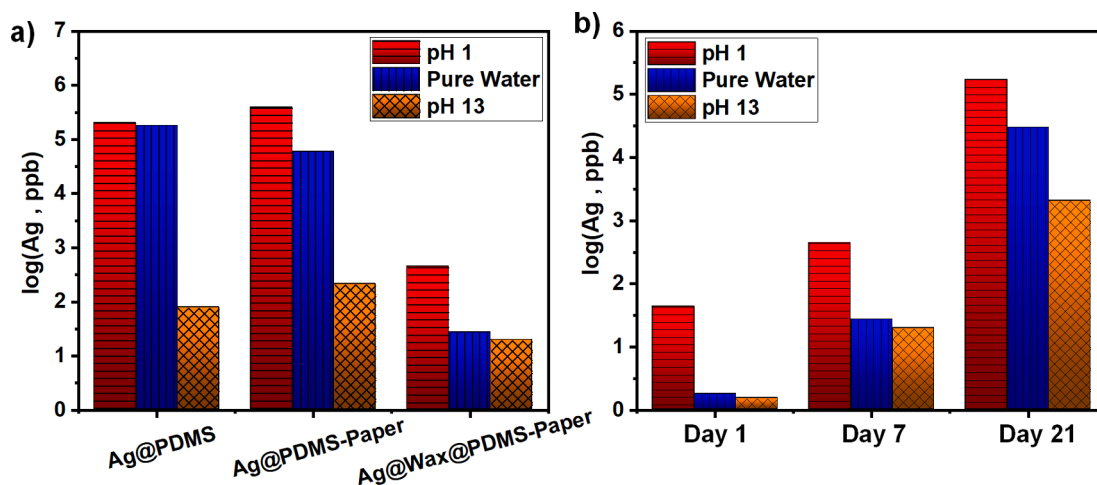 a)
log(Ag , ppb)
7
6
5
4
3
2
1
0
pH 1
Pure Water
pH 13
Ag@PDMS
Ag@PDMS-Paper
Ag@Wax@PDMS-Paper
b)
log(Ag , ppb)
6
5
4
3
2
1
0
pH 1
Pure Water
pH 13
Day 1
Day 7
Day 21